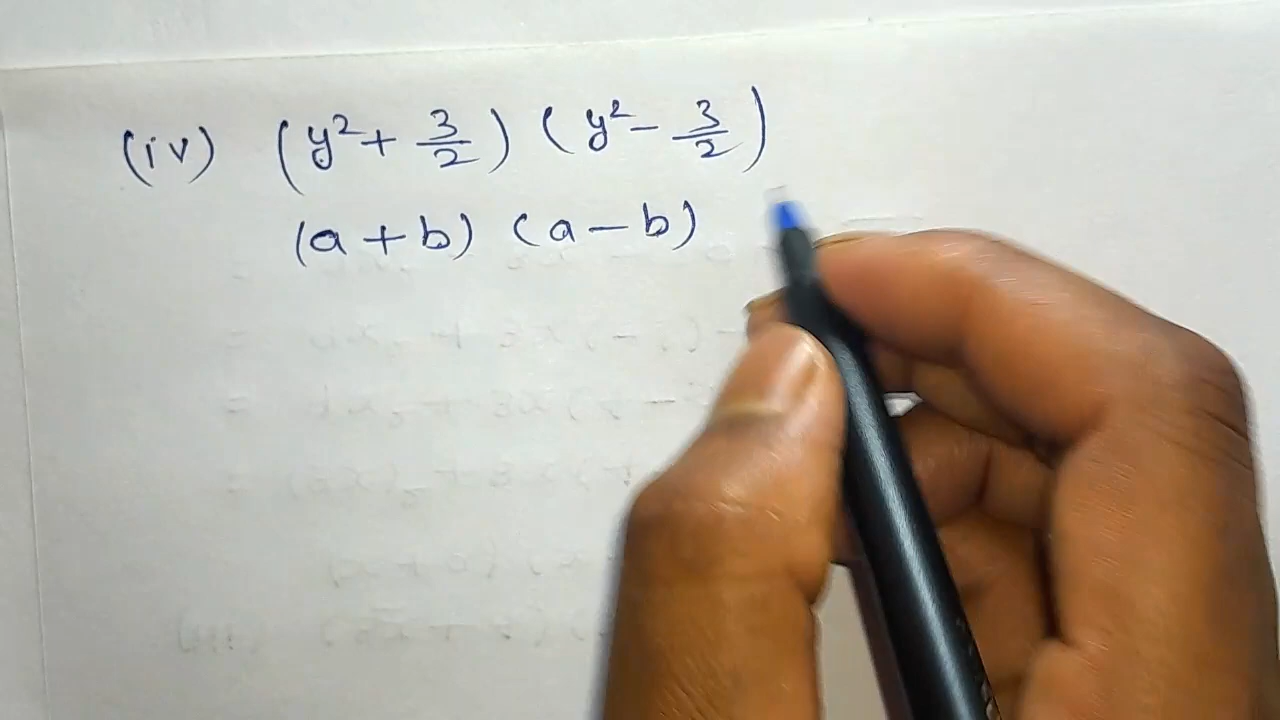 (iv) (y² + 3/2) (y² - 3/2)
(a + b) (a - b)